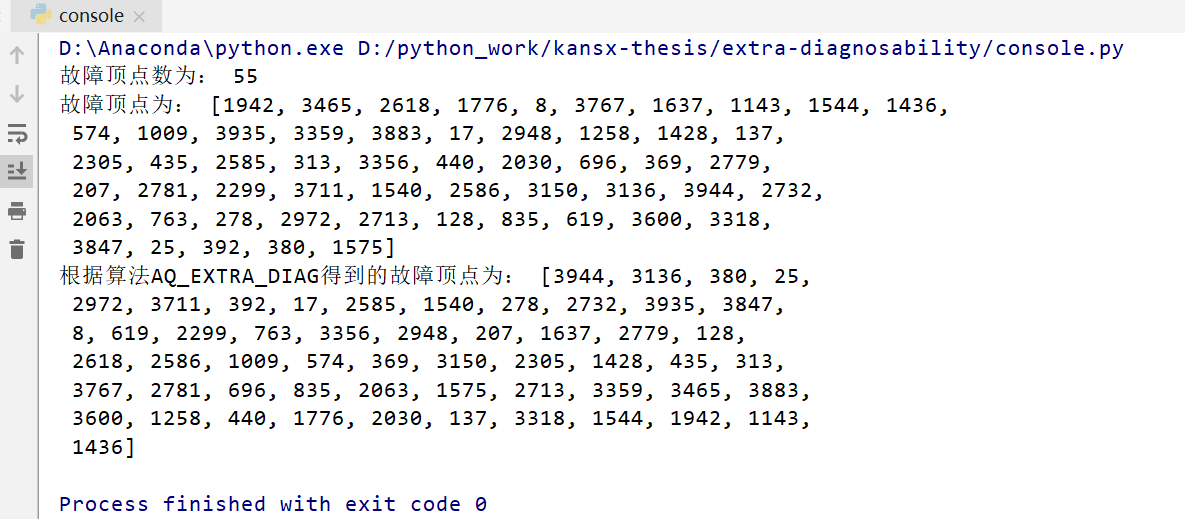 console
D:\Anaconda\python.exe D:/python_work/kansx-thesis/extra-diagnosability/console.py
故障顶点数为： 55
故障顶点为： [1942, 3465, 2618, 1776, 8, 3767, 1637, 1143, 1544, 1436,
574, 1009, 3935, 3359, 3883, 17, 2948, 1258, 1428, 137,
2305, 435, 2585, 313, 3356, 440, 2030, 696, 369, 2779,
207, 2781, 2299, 3711, 1540, 2586, 3150, 3136, 3944, 2732,
2063, 763, 278, 2972, 2713, 128, 835, 619, 3600, 3318,
3847, 25, 392, 380, 1575]
根据算法AQ_EXTRA_DIAG得到的故障顶点为： [3944, 3136, 380, 25,
2972, 3711, 392, 17, 2585, 1540, 278, 2732, 3935, 3847,
8, 619, 2299, 763, 3356, 2948, 207, 1637, 2779, 128,
2618, 2586, 1009, 574, 369, 3150, 2305, 1428, 435, 313,
3767, 2781, 696, 835, 2063, 1575, 2713, 3359, 3465, 3883,
3600, 1258, 440, 1776, 2030, 137, 3318, 1544, 1942, 1143,
1436]
Process finished with exit code 0